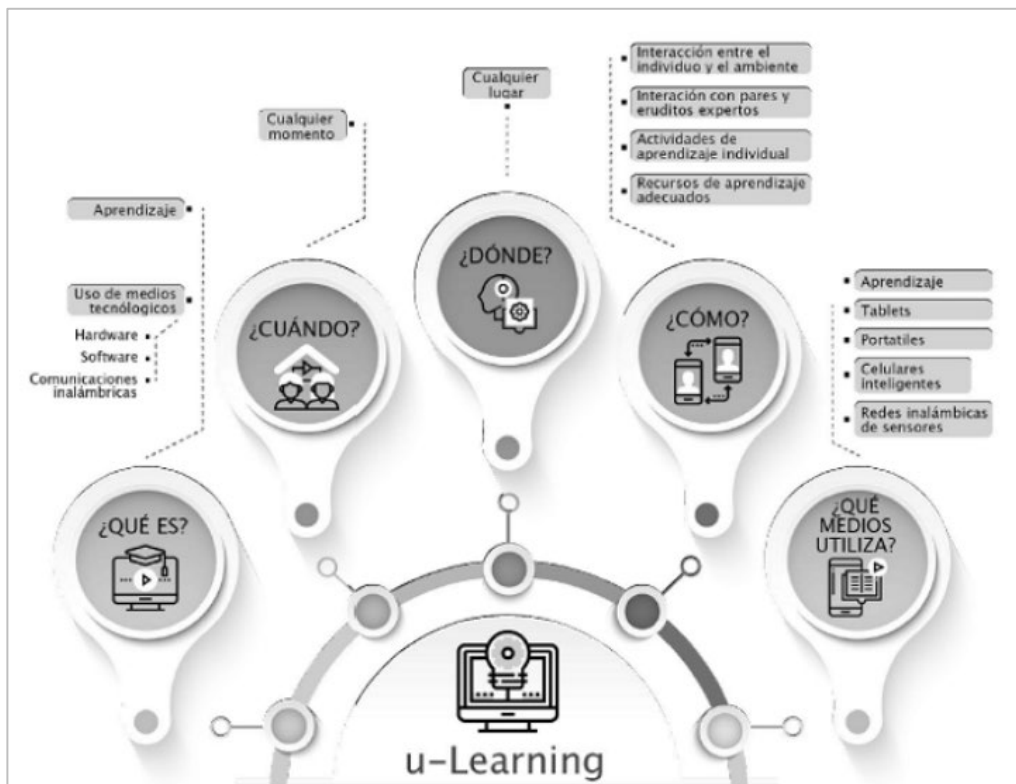 Interacción entre el
individuo y el ambiente
Interación con pares y
eruditos expertos
Actividades de
aprendizaje individual
Recursos de aprendizaje
adecuados
Cualquier
lugar
Cualquier
momento
Aprendizaje
Uso de medios
tecnólogicos
Hardware
Software
Comunicaciones
inalámbricas
Aprendizaje
Tablets
Portatiles
Celulares
inteligentes
Redes inalámbicas
de sensores
¿QUÉ ES?
¿CUÁNDO?
¿DÓNDE?
¿CÓMO?
¿QUÉ
MEDIOS
UTILIZA?
u-Learning